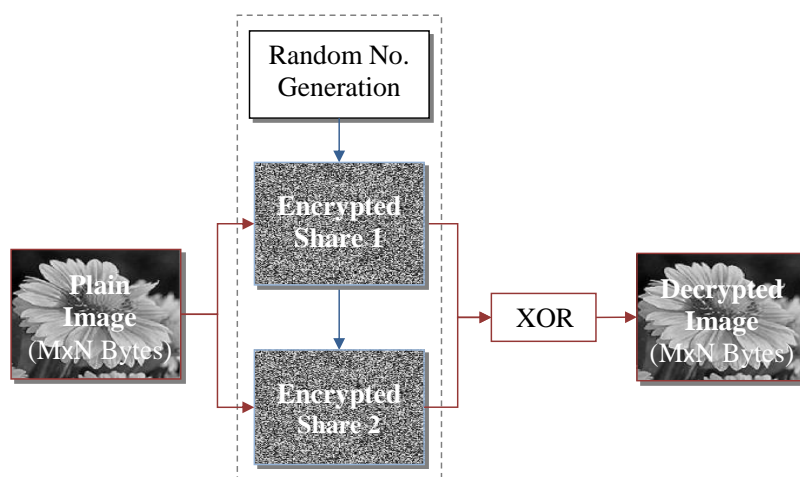 Random No.
Generation
Encrypted
Share 1
Plain
Image
(MxN Bytes)
XOR
Decrypted
Image
(MxN Bytes)
Encrypted
Share 2